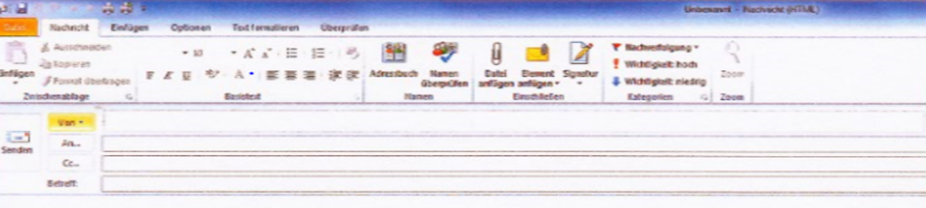 Unbenannt - Nachricht (HTML)
Datei Nachricht Einfügen Optionen Text formatieren Überprüfen
Ausschneiden
Kopieren
Format übertragen
Einfügen
Zwischenablage
10
F K U A
Basistext
Adressbuch Namen überprüfen
Namen
Datei anfügen Element anfügen Signatur
Einschließen
Nachverfolgung
Wichtigkeit: hoch
Wichtigkeit: niedrig
Kategorien
Zoom
Zoom
Senden
Von
An...
Cc...
Betreff: